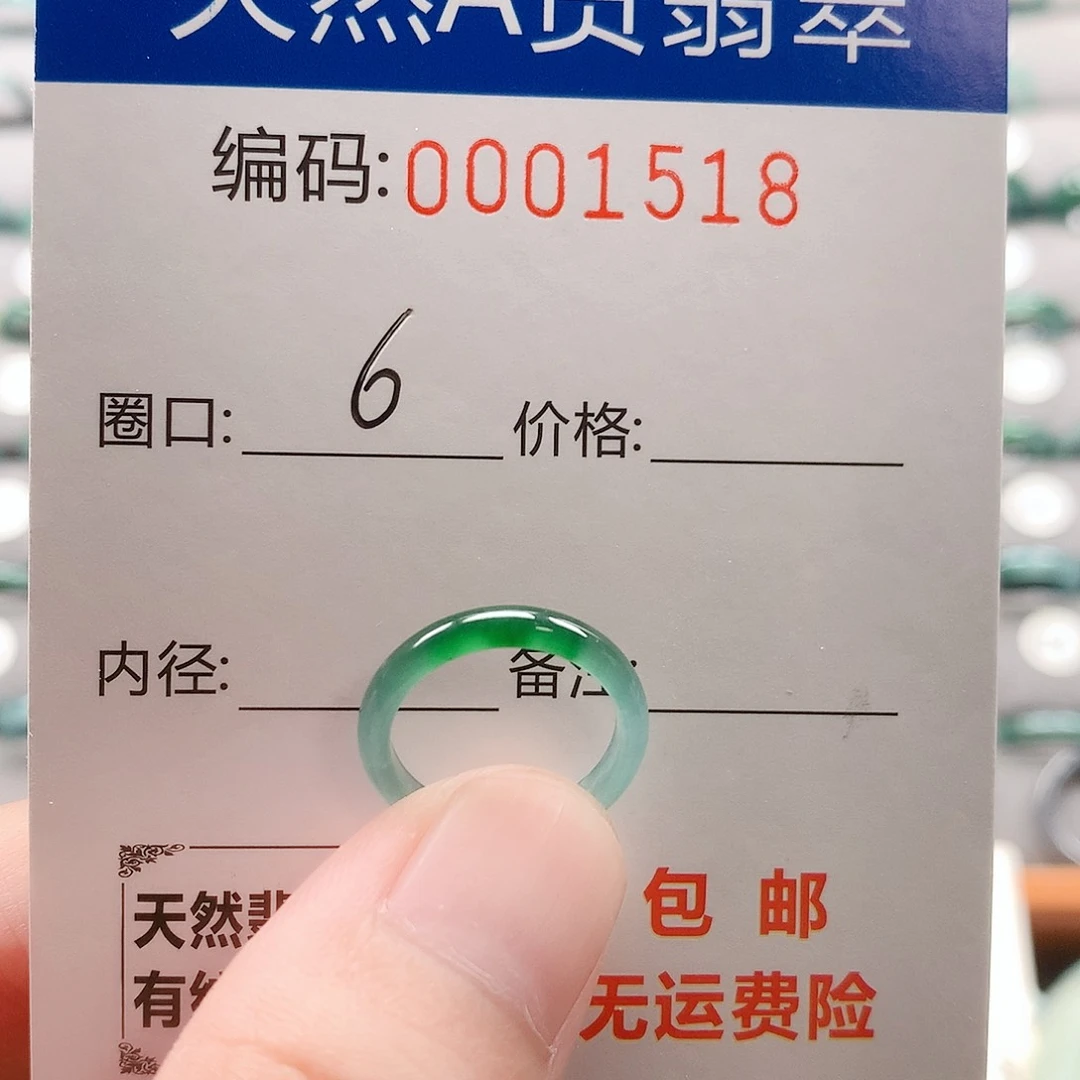 天然A货翡翠
编码:0001518
圈口: 6 价格:
内径: 备注:
天然翡
有
包 邮
无运费险